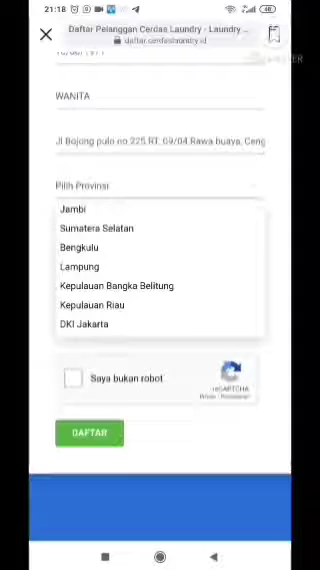 21:18
48
Daftar Pelanggan Cerdas Laundry - Laundry ...
daftar.cerdaslaundry.id
WANITA
Jl Bojong pulo no 225 RT. 09/04 Rawa buaya, Ceng
Pilih Provinsi
Jambi
Sumatera Selatan
Bengkulu
Lampung
Kepulauan Bangka Belitung
Kepulauan Riau
DKI Jakarta
Saya bukan robot
reCAPTCHA
DAFTAR